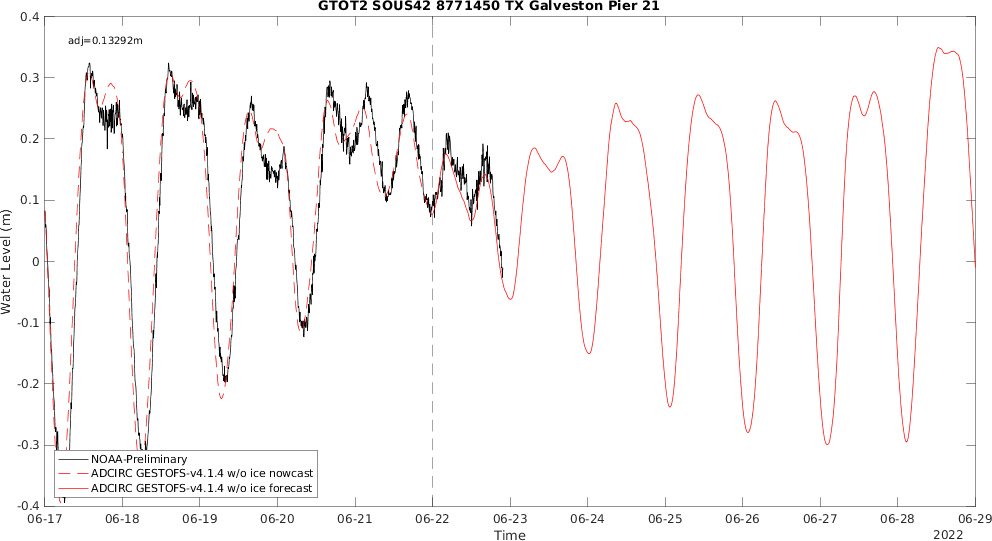 GTOT2 SOUS42 8771450 TX Galveston Pier 21
0.4
adj=0.13292m
0.3
0.2
0.1
0
-0.1
-0.2
-0.3
-0.4
Water Level (m)
NOAA-Preliminary
ADCIRC GESTOFS-v4.1.4 w/o ice nowcast
ADCIRC GESTOFS-v4.1.4 w/o ice forecast
06-17 06-18 06-19 06-20 06-21 06-22 06-23 06-24 06-25 06-26 06-27 06-28 06-29
Time
2022